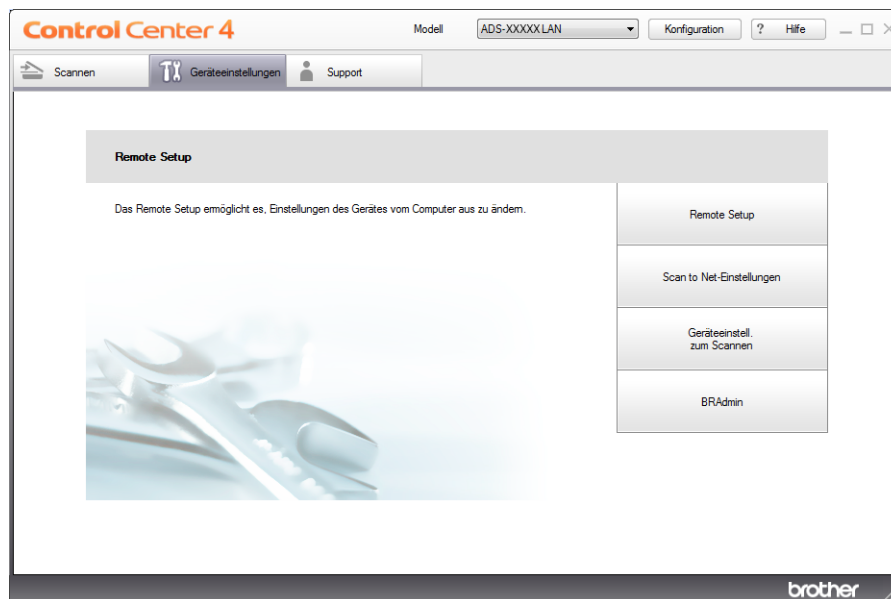 Control Center 4
Modell
ADS-XXXXX LAN
Konfiguration
? Hilfe
Scannen
Geräteeinstellungen
Support
Remote Setup
Das Remote Setup ermöglicht es, Einstellungen des Gerätes vom Computer aus zu ändern.
Remote Setup
Scan to Net-Einstellungen
Geräteeinstell.
zum Scannen
BRAdmin
brother